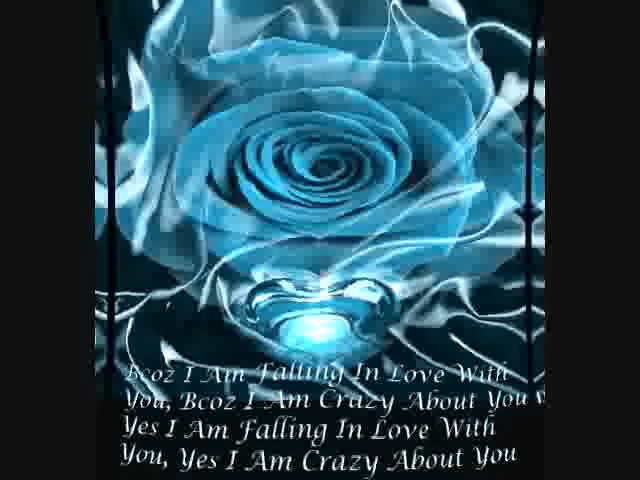 Bcoz I Am Falling In Love With
You, Bcoz I Am Crazy About You
Yes I Am Falling In Love With
You, Yes I Am Crazy About You